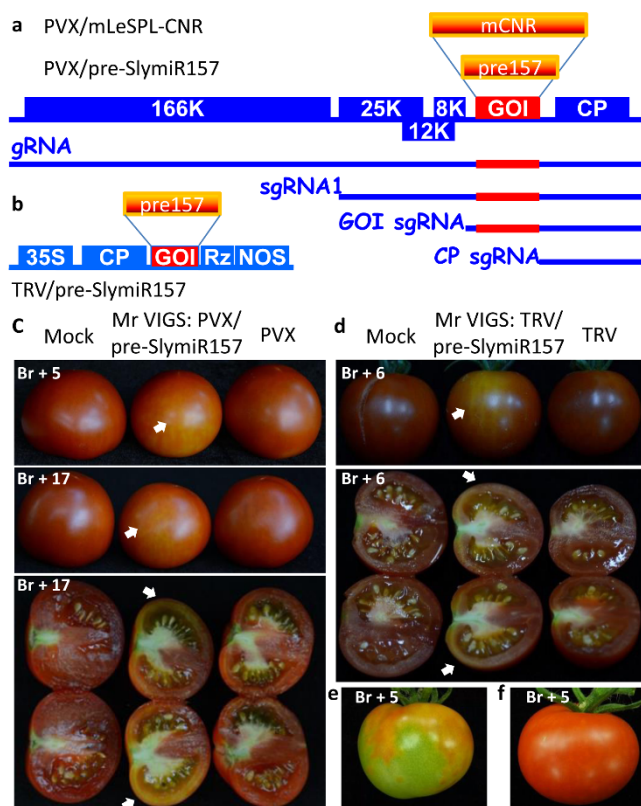 a PVX/mLeSPL-CNR
mCNR
PVX/pre-SlymiR157
pre157
166K 25K 8K GOI CP
12K
gRNA
sgRNA1
GOI sgRNA
CP sgRNA
b
pre157
35S CP GOI Rz NOS
TRV/pre-SlymiR157
C Mock Mr VIGS: PVX/ pre-SlymiR157 PVX
Br + 5
Br + 17
Br + 17
d Mock Mr VIGS: TRV/ pre-SlymiR157 TRV
Br + 6
Br + 6
e Br + 5
f Br + 5